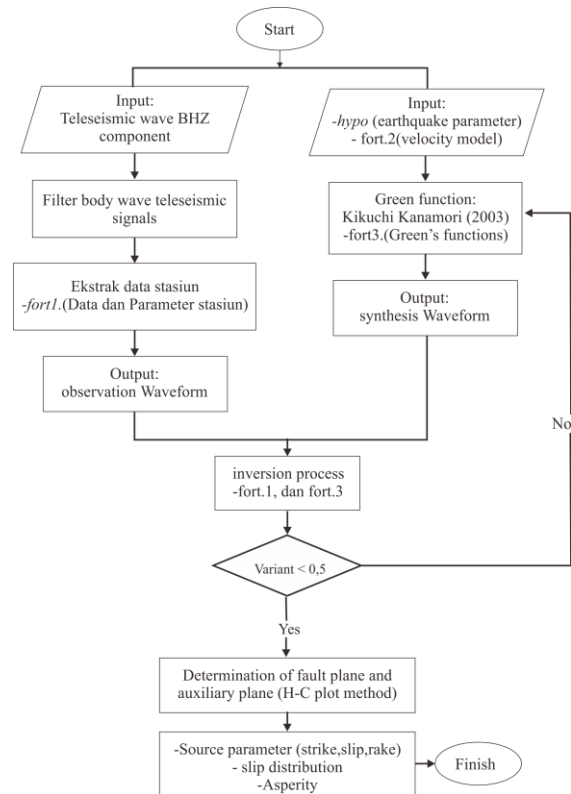 Start
Input:
Teleseismic wave BHZ
component
Input:
-hypo (earthquake parameter)
- fort.2(velocity model)
Filter body wave teleseismic
signals
Green function:
Kikuchi Kanamori (2003)
-fort3.(Green's functions)
Ekstrak data stasiun
-fort1.(Data dan Parameter stasiun)
Output:
synthesis Waveform
Output:
observation Waveform
No
inversion process
-fort.1, dan fort.3
Variant < 0,5
Yes
Determination of fault plane and
auxiliary plane (H-C plot method)
-Source parameter (strike,slip,rake)
- slip distribution
-Asperity
Finish